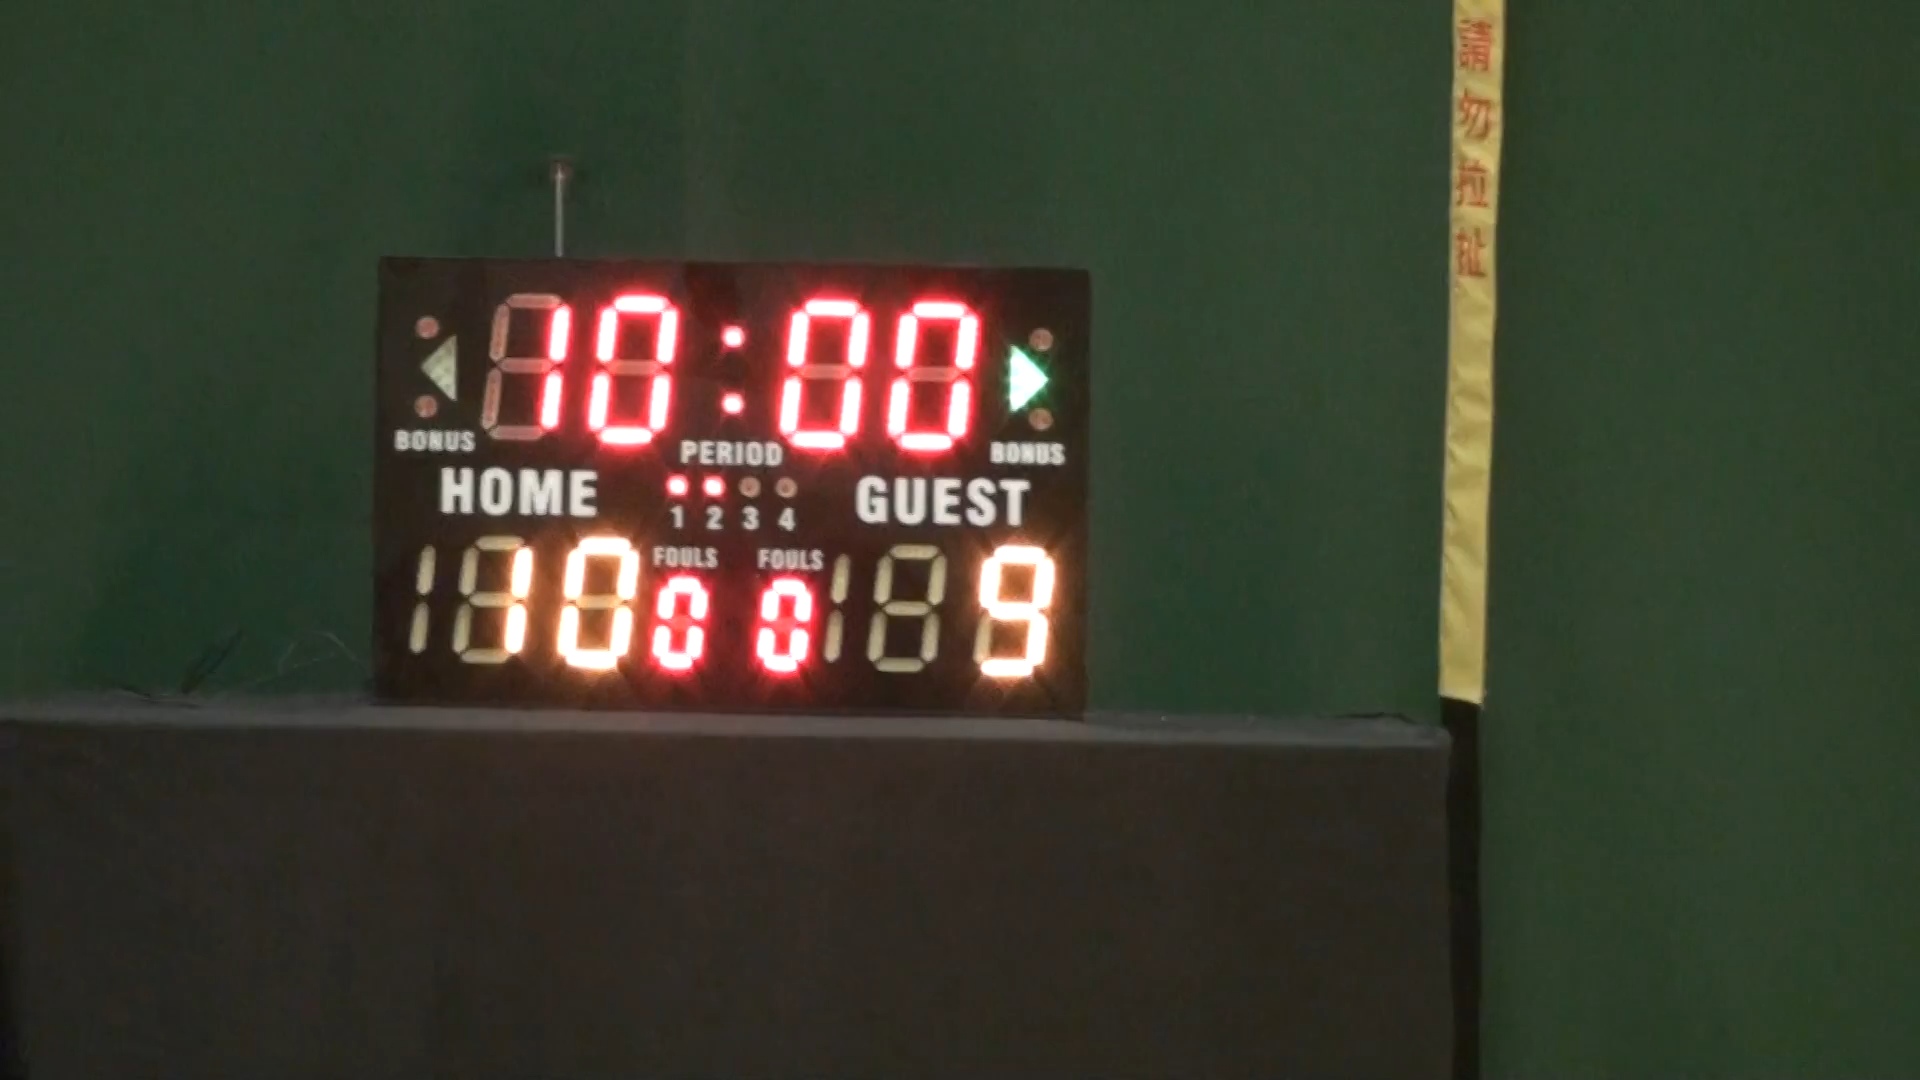 10:00
BONUS PERIOD BONUS
HOME GUEST
1 2 3 4
FOULS FOULS
10 0 0 9
請勿拉扯